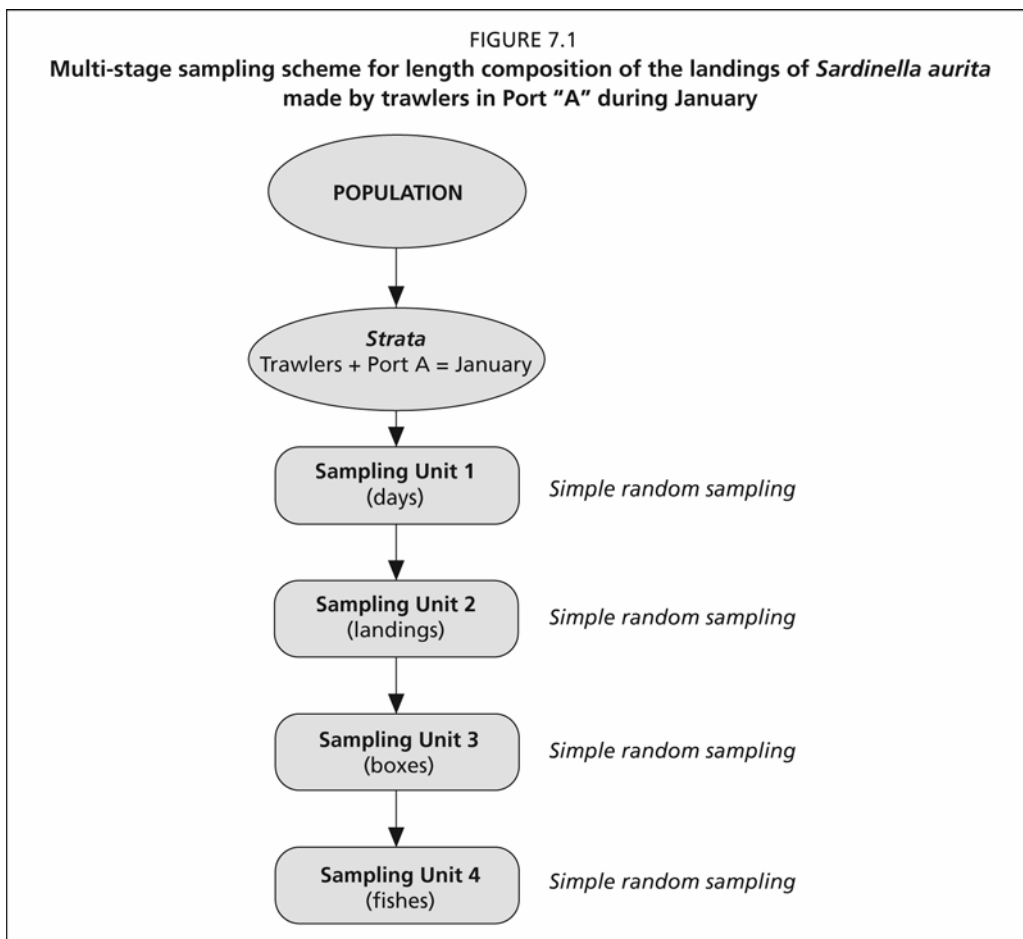 FIGURE 7.1
Multi-stage sampling scheme for length composition of the landings of Sardinella aurita
made by trawlers in Port “A” during January
POPULATION
Strata
Trawlers + Port A = January
Sampling Unit 1
(days)
Simple random sampling
Sampling Unit 2
(landings)
Simple random sampling
Sampling Unit 3
(boxes)
Simple random sampling
Sampling Unit 4
(fishes)
Simple random sampling